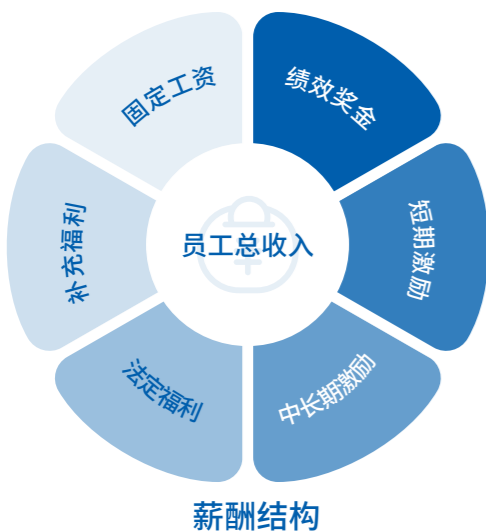 固定工资
绩效奖金
短期激励
中长期激励
法定福利
补充福利
员工总收入
薪酬结构